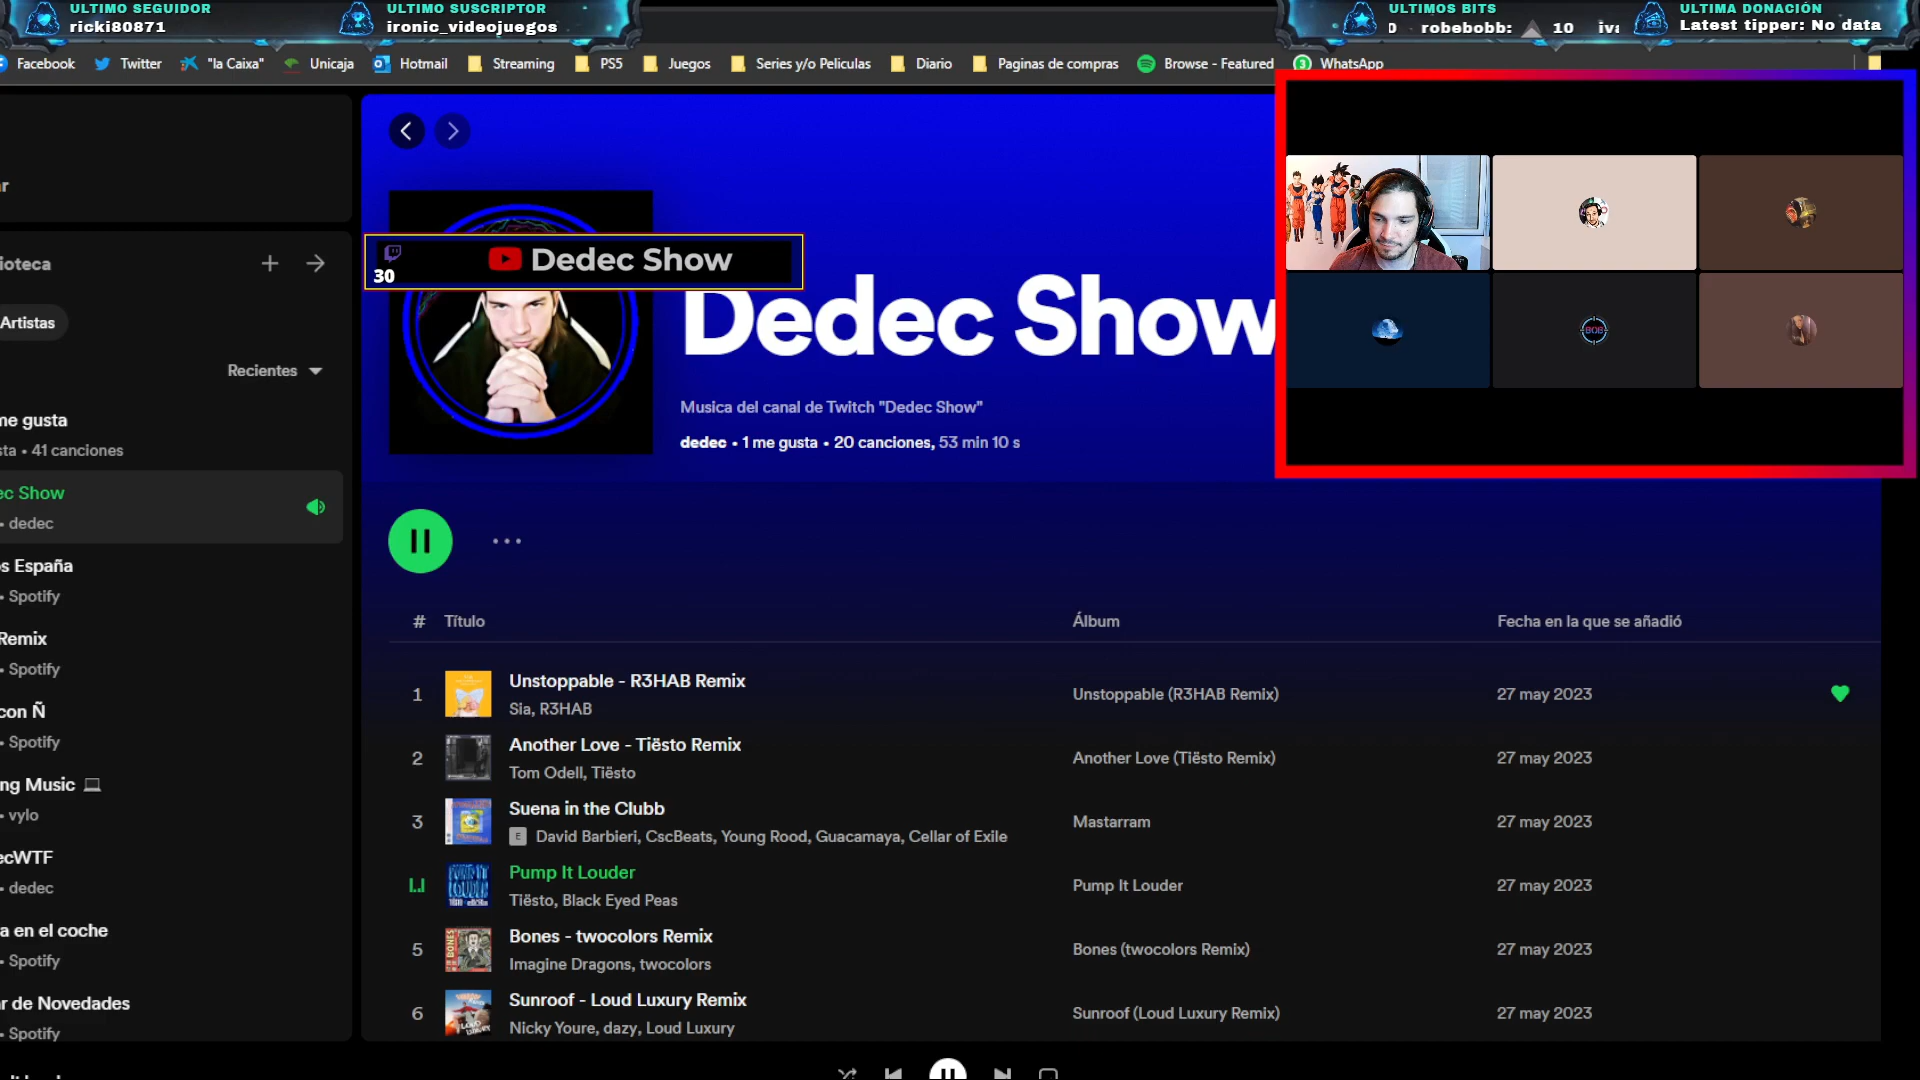 ULTIMO SEGUIDOR
ricki80871
ULTIMO SUSCRIPTOR
ironic_videojuegos
ULTIMOS BITS
robebobb: 10 iva
ULTIMA DONACIÓN
Latest tipper: No data
Facebook Twitter "la Caixa" Unicaja Hotmail Streaming PS5 Juegos Series y/o Peliculas Diario Paginas de compras Browse - Featured 3 WhatsApp
r
ioteca
Artistas
Recientes
me gusta
sta • 41 canciones
ec Show
• dedec
s España
• Spotify
Remix
• Spotify
con Ñ
• Spotify
ng Music
• vylo
ecWTF
• dedec
a en el coche
• Spotify
ar de Novedades
• Spotify
30
Dedec Show
Dedec Show
Musica del canal de Twitch "Dedec Show"
dedec • 1 me gusta • 20 canciones, 53 min 10 s
BOB
# Título Álbum Fecha en la que se añadió
1 Unstoppable - R3HAB Remix
Sia, R3HAB
Unstoppable (R3HAB Remix) 27 may 2023
2 Another Love - Tiësto Remix
Tom Odell, Tiësto
Another Love (Tiësto Remix) 27 may 2023
3 Suena in the Clubb
E David Barbieri, CscBeats, Young Rood, Guacamaya, Cellar of Exile
Mastarram 27 may 2023
Pump It Louder
Tiësto, Black Eyed Peas
Pump It Louder 27 may 2023
5 Bones - twocolors Remix
Imagine Dragons, twocolors
Bones (twocolors Remix) 27 may 2023
6 Sunroof - Loud Luxury Remix
Nicky Youre, dazy, Loud Luxury
Sunroof (Loud Luxury Remix) 27 may 2023